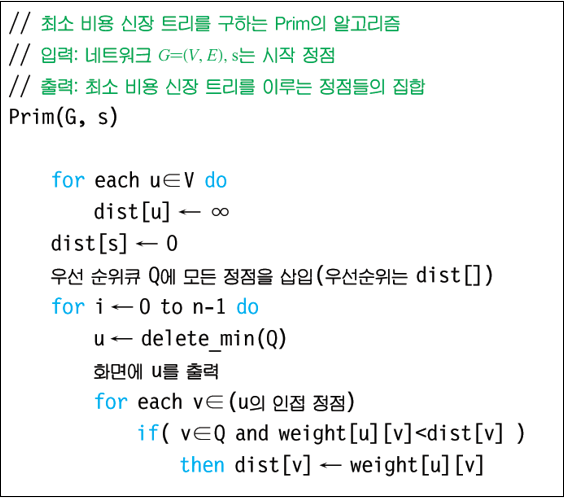 // 최소 비용 신장 트리를 구하는 Prim의 알고리즘
// 입력: 네트워크 G=(V, E), s는 시작 정점
// 출력: 최소 비용 신장 트리를 이루는 정점들의 집합
Prim(G, s)
for each u∈V do
dist[u] ← ∞
dist[s] ← 0
우선 순위큐 Q에 모든 정점을 삽입(우선순위는 dist[])
for i ← 0 to n-1 do
u ← delete_min(Q)
화면에 u를 출력
for each v∈(u의 인접 정점)
if( v∈Q and weight[u][v]<dist[v] )
then dist[v] ← weight[u][v]